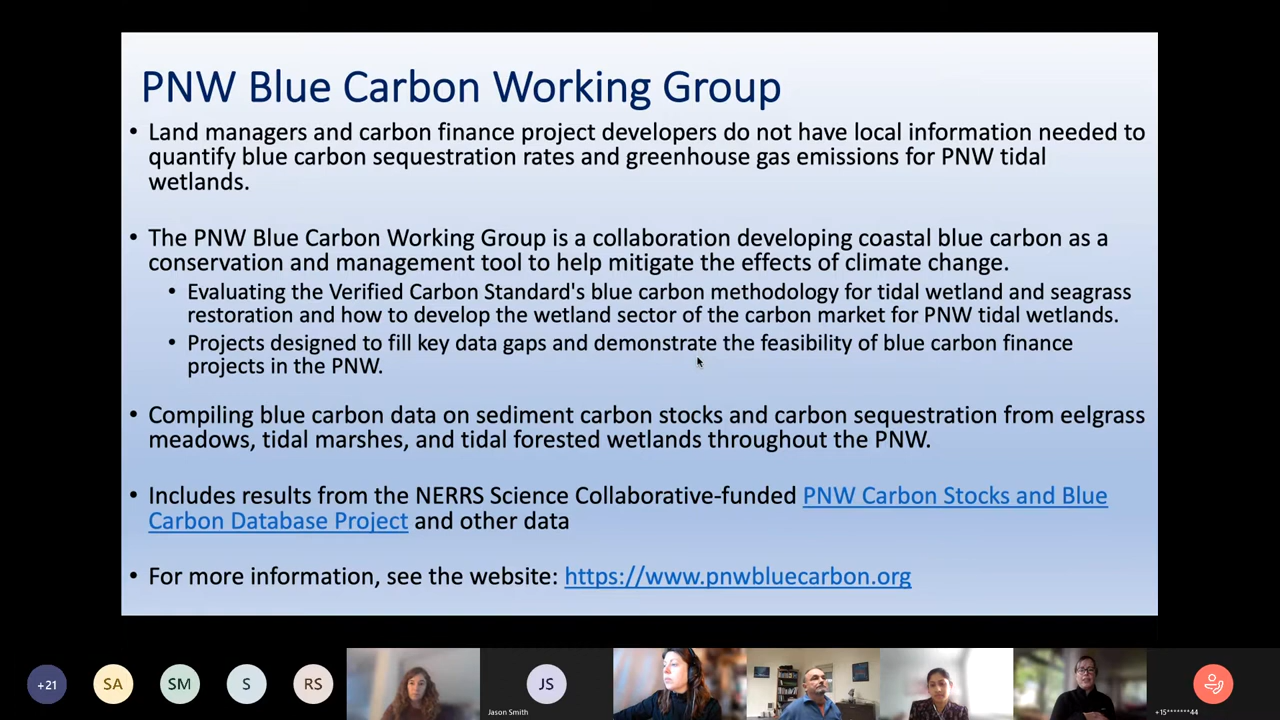 PNW Blue Carbon Working Group
• Land managers and carbon finance project developers do not have local information needed to
quantify blue carbon sequestration rates and greenhouse gas emissions for PNW tidal
wetlands.
• The PNW Blue Carbon Working Group is a collaboration developing coastal blue carbon as a
conservation and management tool to help mitigate the effects of climate change.
• Evaluating the Verified Carbon Standard's blue carbon methodology for tidal wetland and seagrass
restoration and how to develop the wetland sector of the carbon market for PNW tidal wetlands.
• Projects designed to fill key data gaps and demonstrate the feasibility of blue carbon finance
projects in the PNW.
• Compiling blue carbon data on sediment carbon stocks and carbon sequestration from eelgrass
meadows, tidal marshes, and tidal forested wetlands throughout the PNW.
• Includes results from the NERRS Science Collaborative-funded PNW Carbon Stocks and Blue
Carbon Database Project and other data
• For more information, see the website: https://www.pnwbluecarbon.org
+21 SA SM S RS JS
Jason Smith
+15*******44